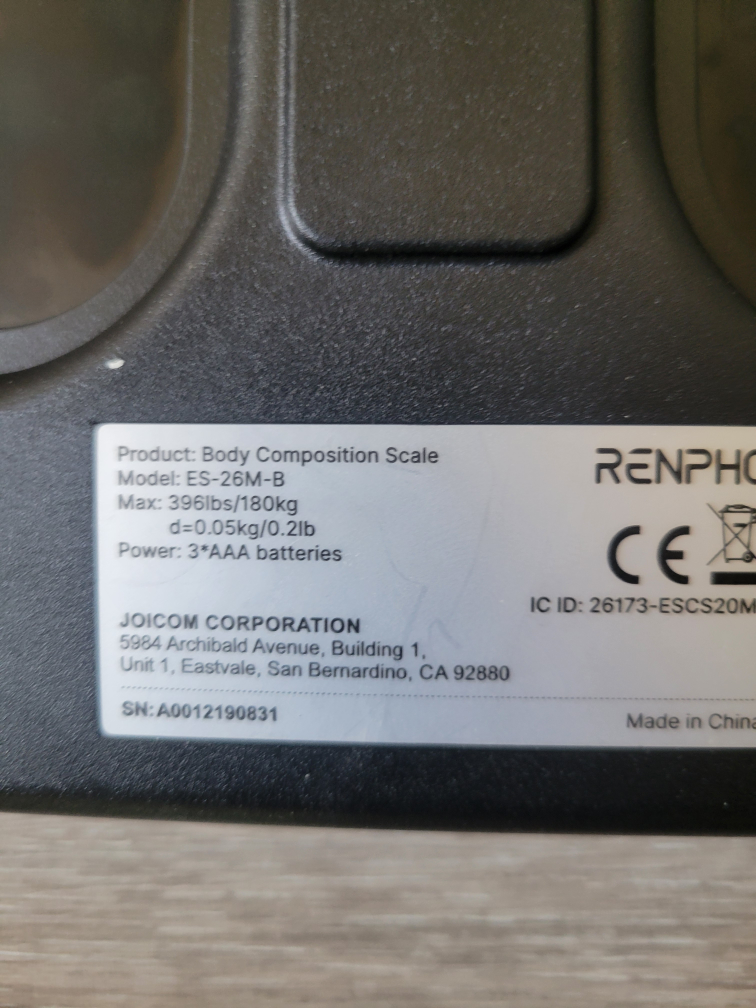 Product: Body Composition Scale
Model: ES-26M-B
Max: 396lbs/180kg
d=0.05kg/0.2lb
Power: 3*AAA batteries
RENPHO
CE
IC ID: 26173-ESCS20M
JOICOM CORPORATION
5984 Archibald Avenue, Building 1,
Unit 1, Eastvale, San Bernardino, CA 92880
SN: A0012190831
Made in China